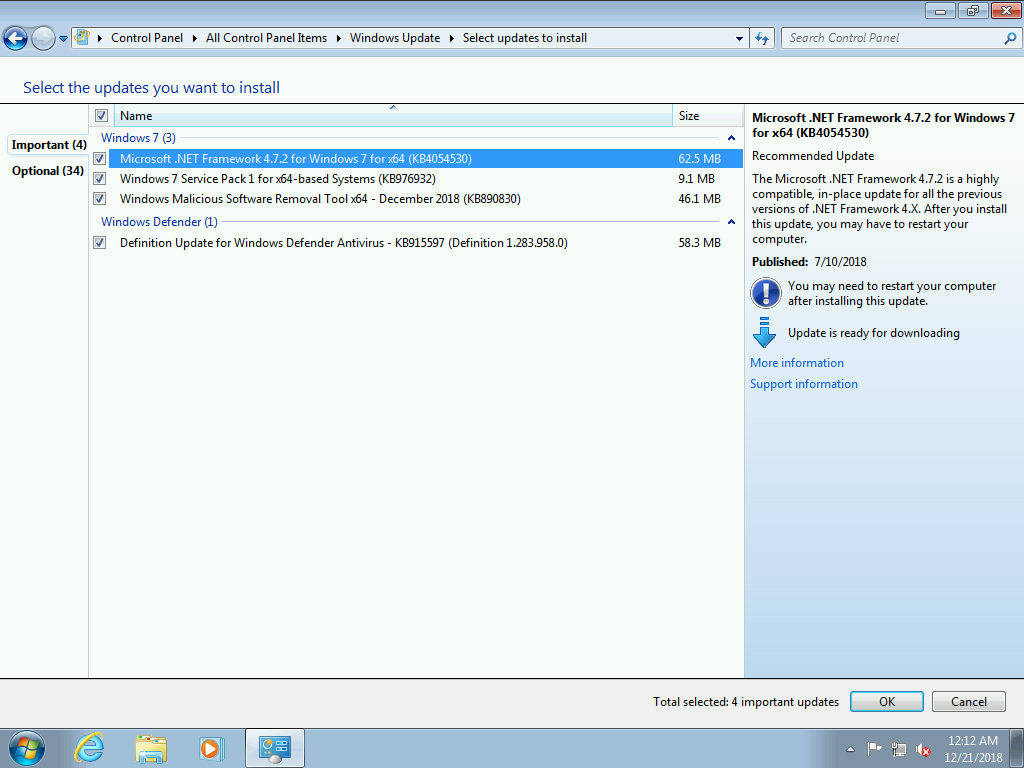 Control Panel All Control Panel Items Windows Update Select updates to install Search Control Panel
Select the updates you want to install
Name Size
Important (4)
Optional (34)
Windows 7 (3)
Microsoft .NET Framework 4.7.2 for Windows 7 for x64 (KB4054530) 62.5 MB
Windows 7 Service Pack 1 for x64-based Systems (KB976932) 9.1 MB
Windows Malicious Software Removal Tool x64 - December 2018 (KB890830) 46.1 MB
Windows Defender (1)
Definition Update for Windows Defender Antivirus - KB915597 (Definition 1.283.958.0) 58.3 MB
Microsoft .NET Framework 4.7.2 for Windows 7
for x64 (KB4054530)
Recommended Update
The Microsoft .NET Framework 4.7.2 is a highly
compatible, in-place update for all the previous
versions of .NET Framework 4.X. After you install
this update, you may have to restart your
computer.
Published: 7/10/2018
You may need to restart your computer
after installing this update.
Update is ready for downloading
More information
Support information
Total selected: 4 important updates OK Cancel
12:12 AM
12/21/2018